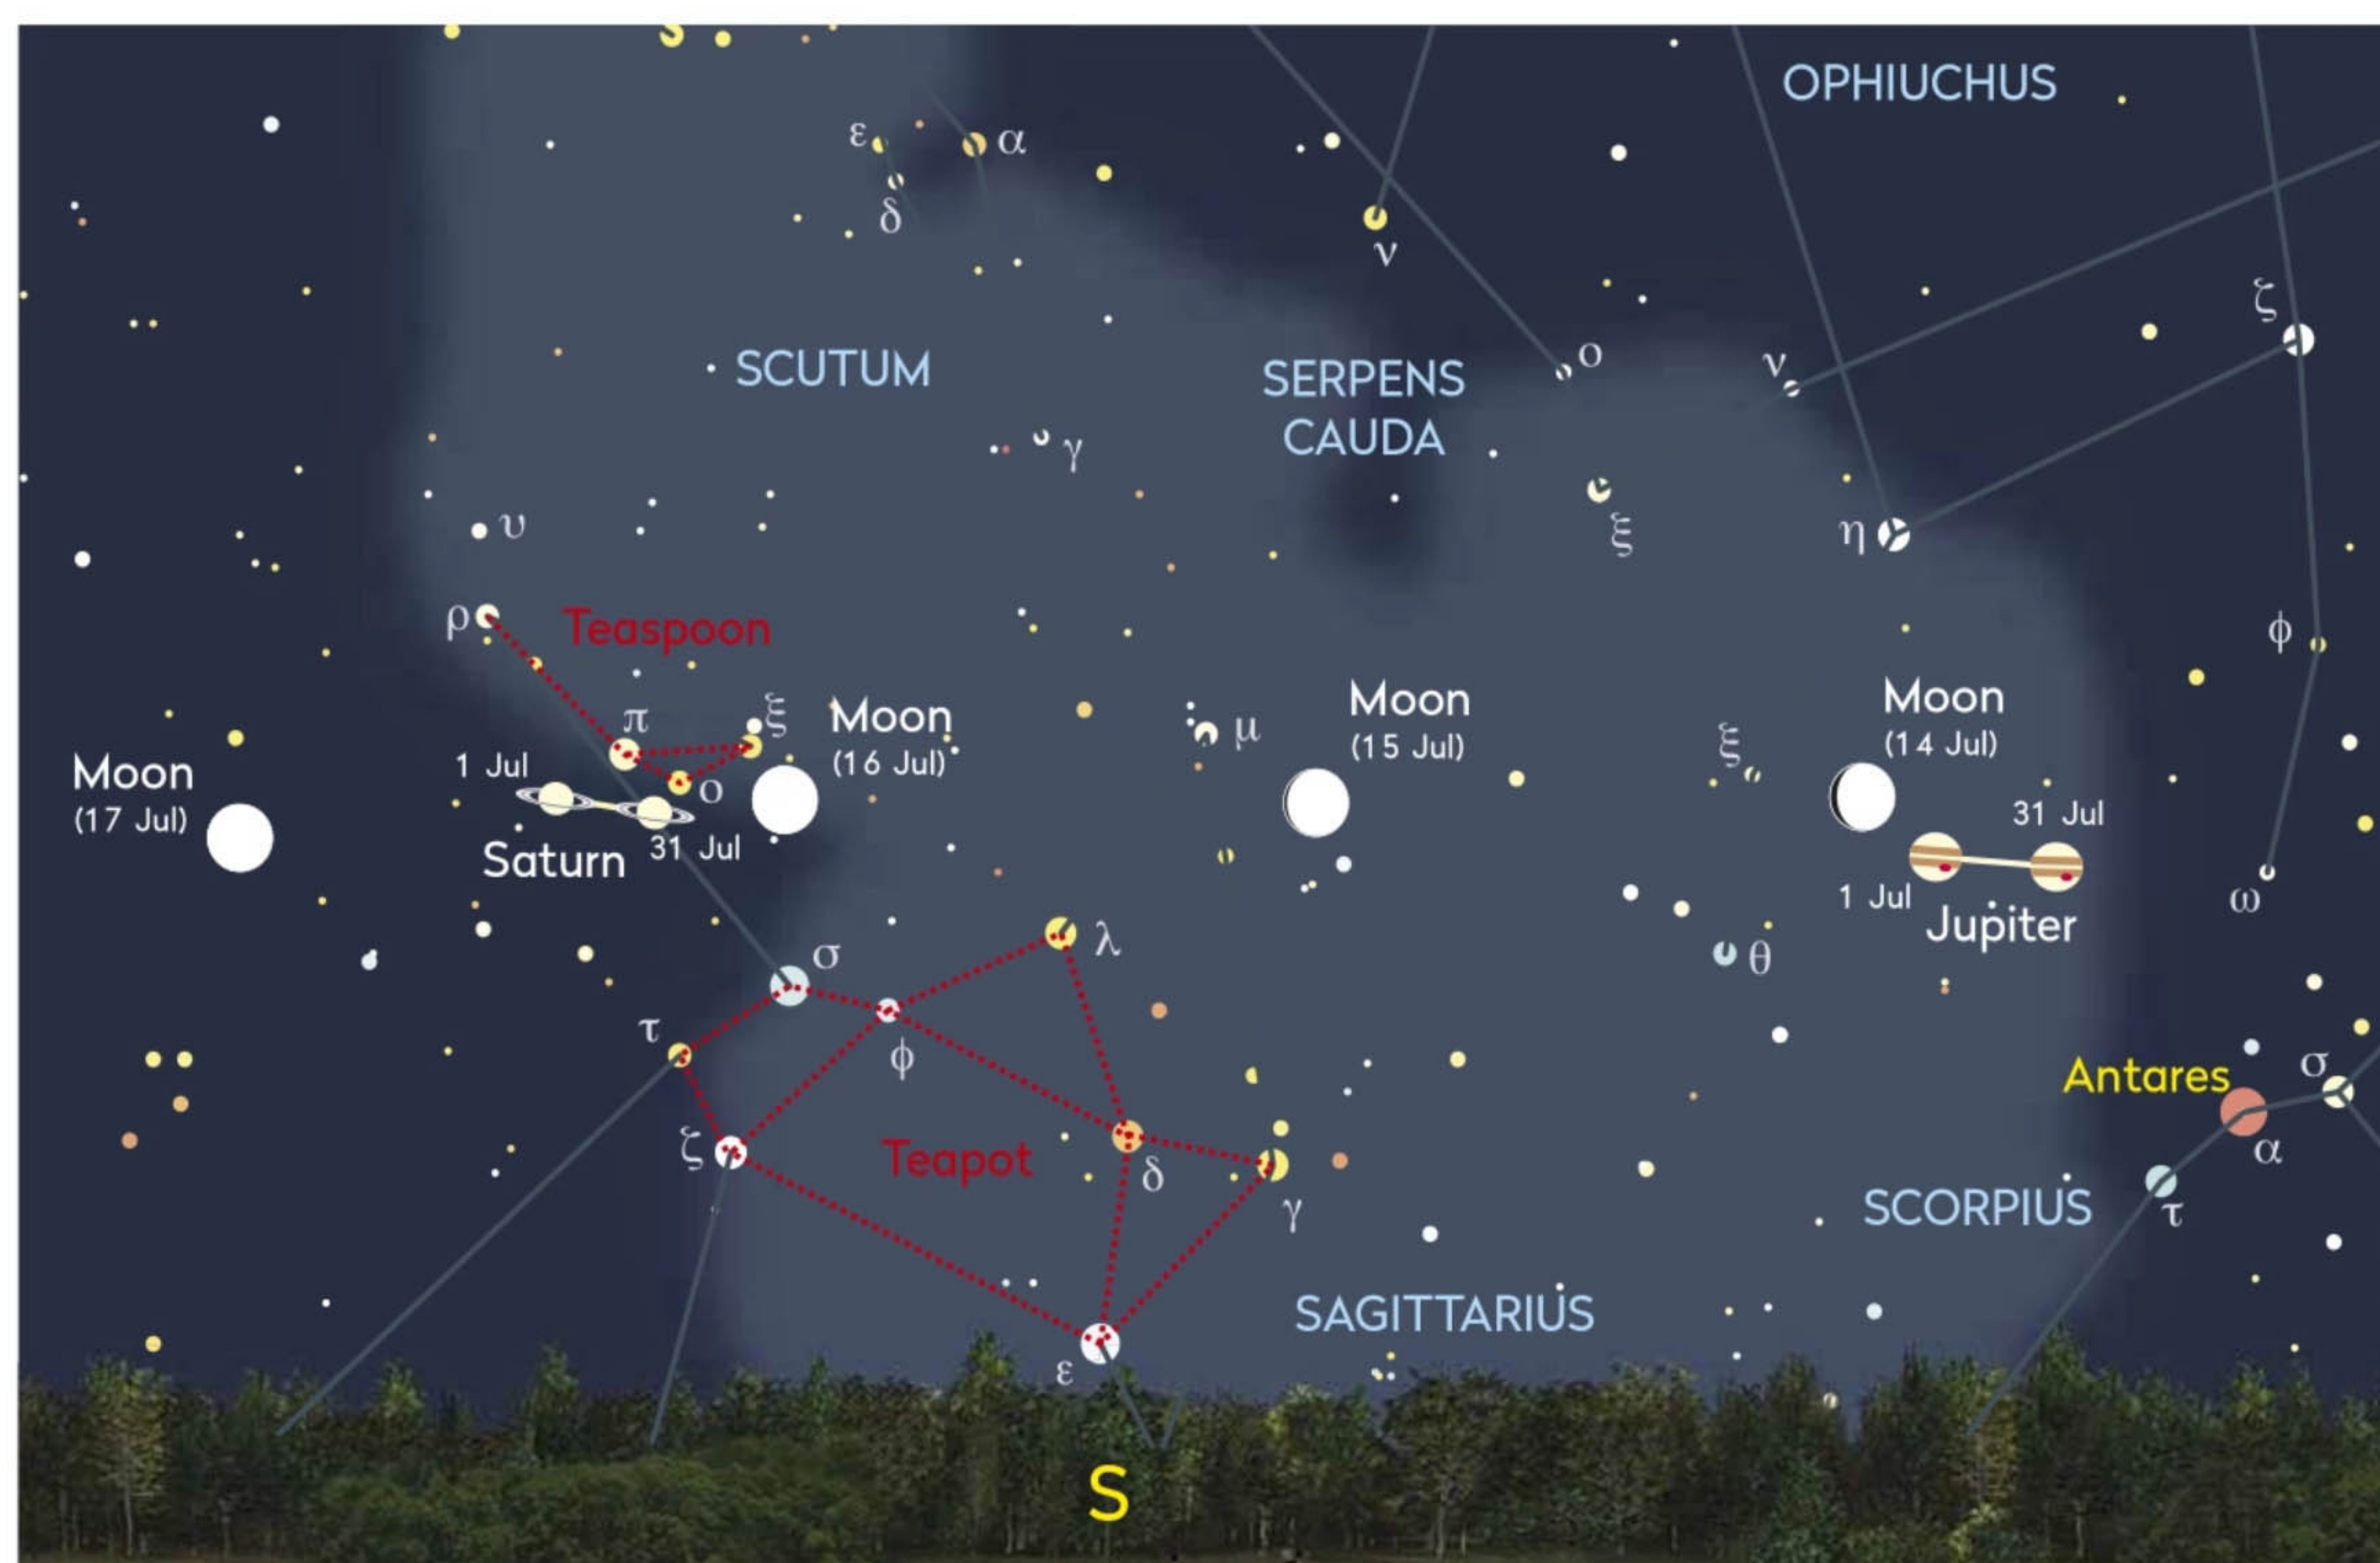 OPHIUCHUS
ε
α
δ
ν
ζ
SCUTUM
SERPENS
CAUDA
ο
ν
γ
υ
ξ
η
ρ
Teaspoon
φ
π
ξ
Moon
(16 Jul)
μ
Moon
(15 Jul)
ξ
Moon
(14 Jul)
Moon
(17 Jul)
1 Jul
ο
31 Jul
Saturn
31 Jul
1 Jul
Jupiter
ω
σ
λ
θ
τ
φ
Antares
σ
α
ζ
Teapot
δ
γ
SCORPIUS
τ
SAGITTARIUS
ε
S